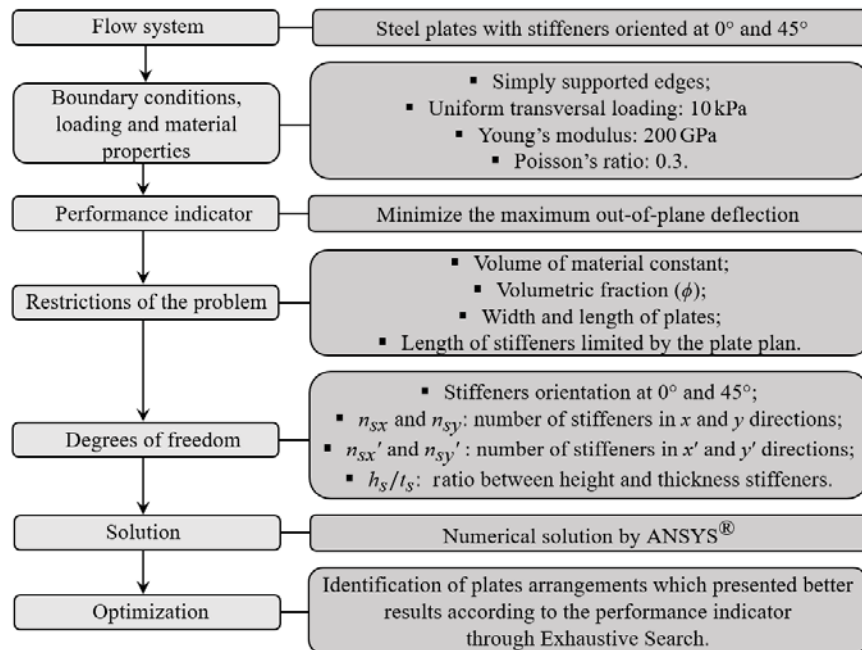 Flow system
Steel plates with stiffeners oriented at 0° and 45°
Boundary conditions,
loading and material
properties
▪ Simply supported edges;
▪ Uniform transversal loading: 10 kPa
▪ Young's modulus: 200 GPa
▪ Poisson's ratio: 0.3.
Performance indicator
Minimize the maximum out-of-plane deflection
Restrictions of the problem
▪ Volume of material constant;
▪ Volumetric fraction (ϕ);
▪ Width and length of plates;
▪ Length of stiffeners limited by the plate plan.
Degrees of freedom
▪ Stiffeners orientation at 0° and 45°;
▪ n_sx and n_sy: number of stiffeners in x and y directions;
▪ n_sx′ and n_sy′ : number of stiffeners in x′ and y′ directions;
▪ h_s/t_s: ratio between height and thickness stiffeners.
Solution
Numerical solution by ANSYS®
Optimization
Identification of plates arrangements which presented better
results according to the performance indicator
through Exhaustive Search.